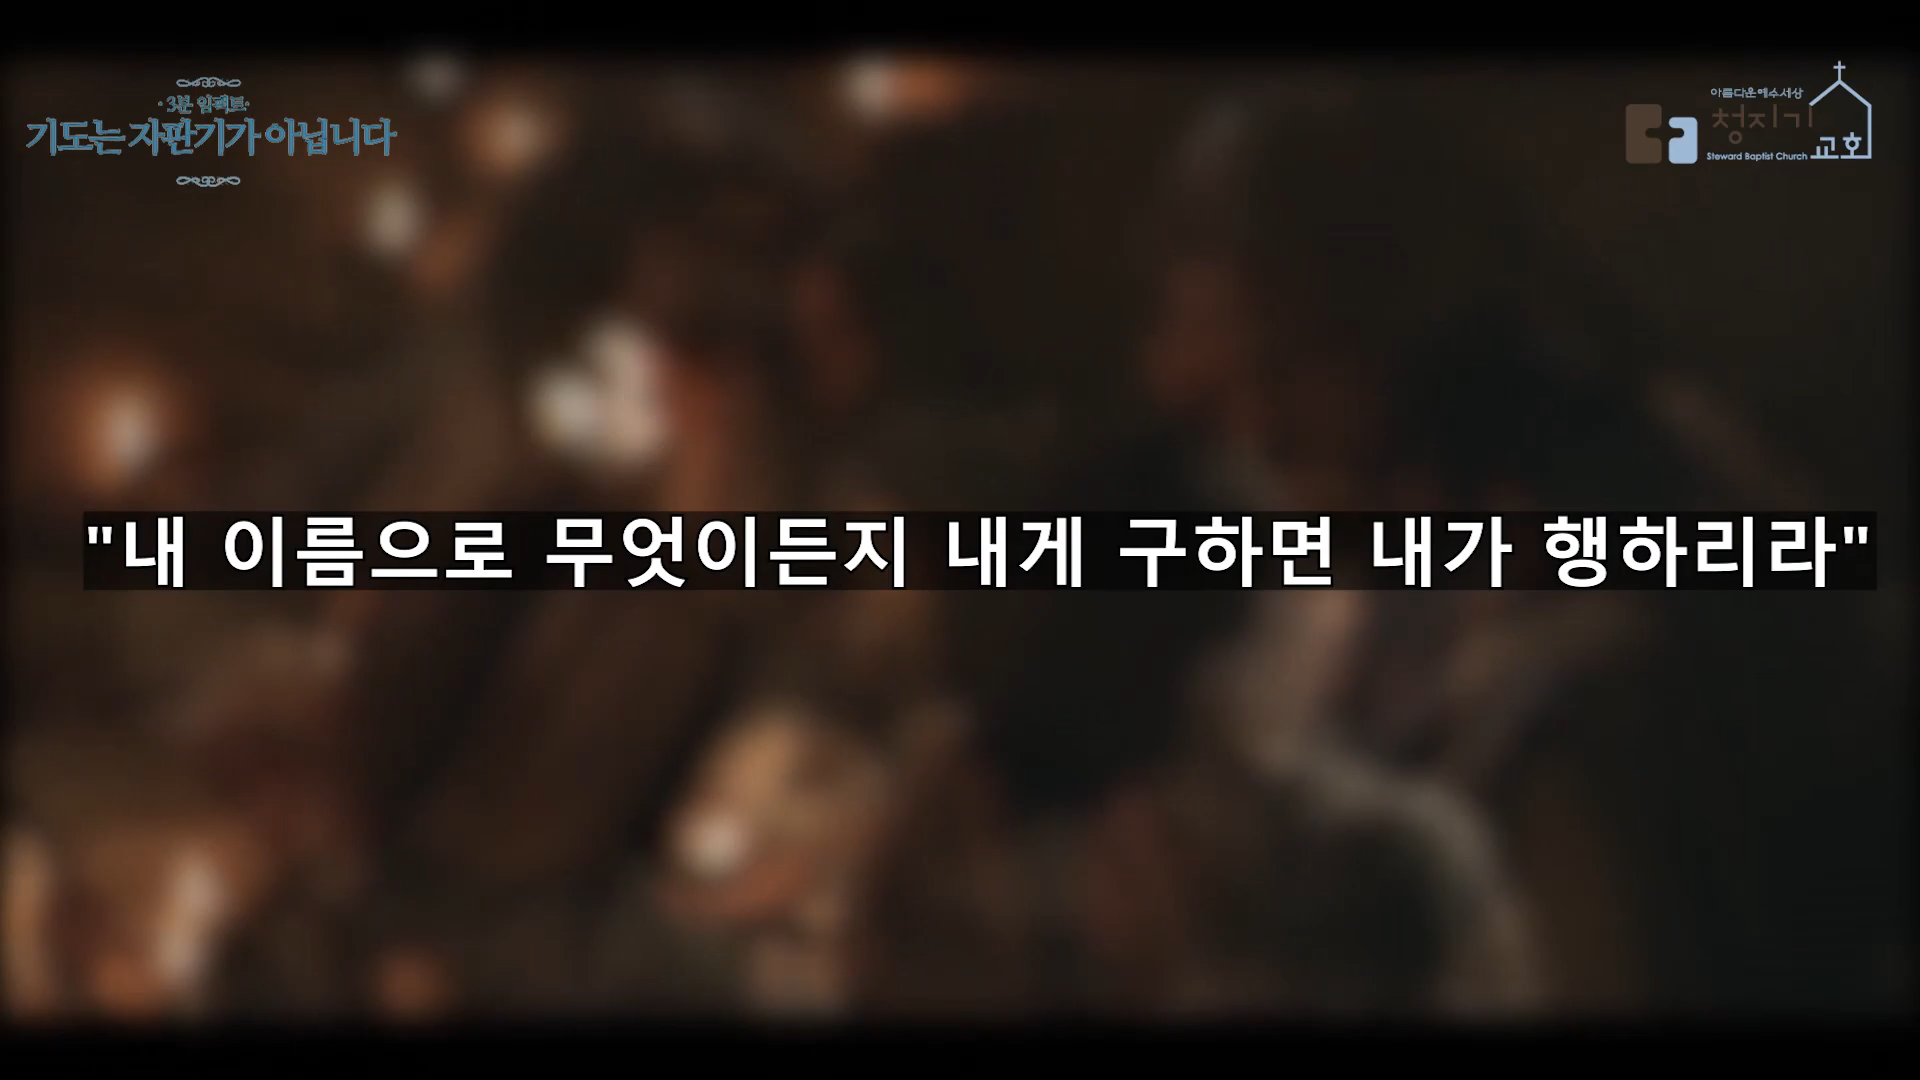 · 3분 임팩트 ·
기도는 자판기가 아닙니다
아름다운예수세상
청지기
교회
Steward Baptist Church
"내 이름으로 무엇이든지 내게 구하면 내가 행하리라"